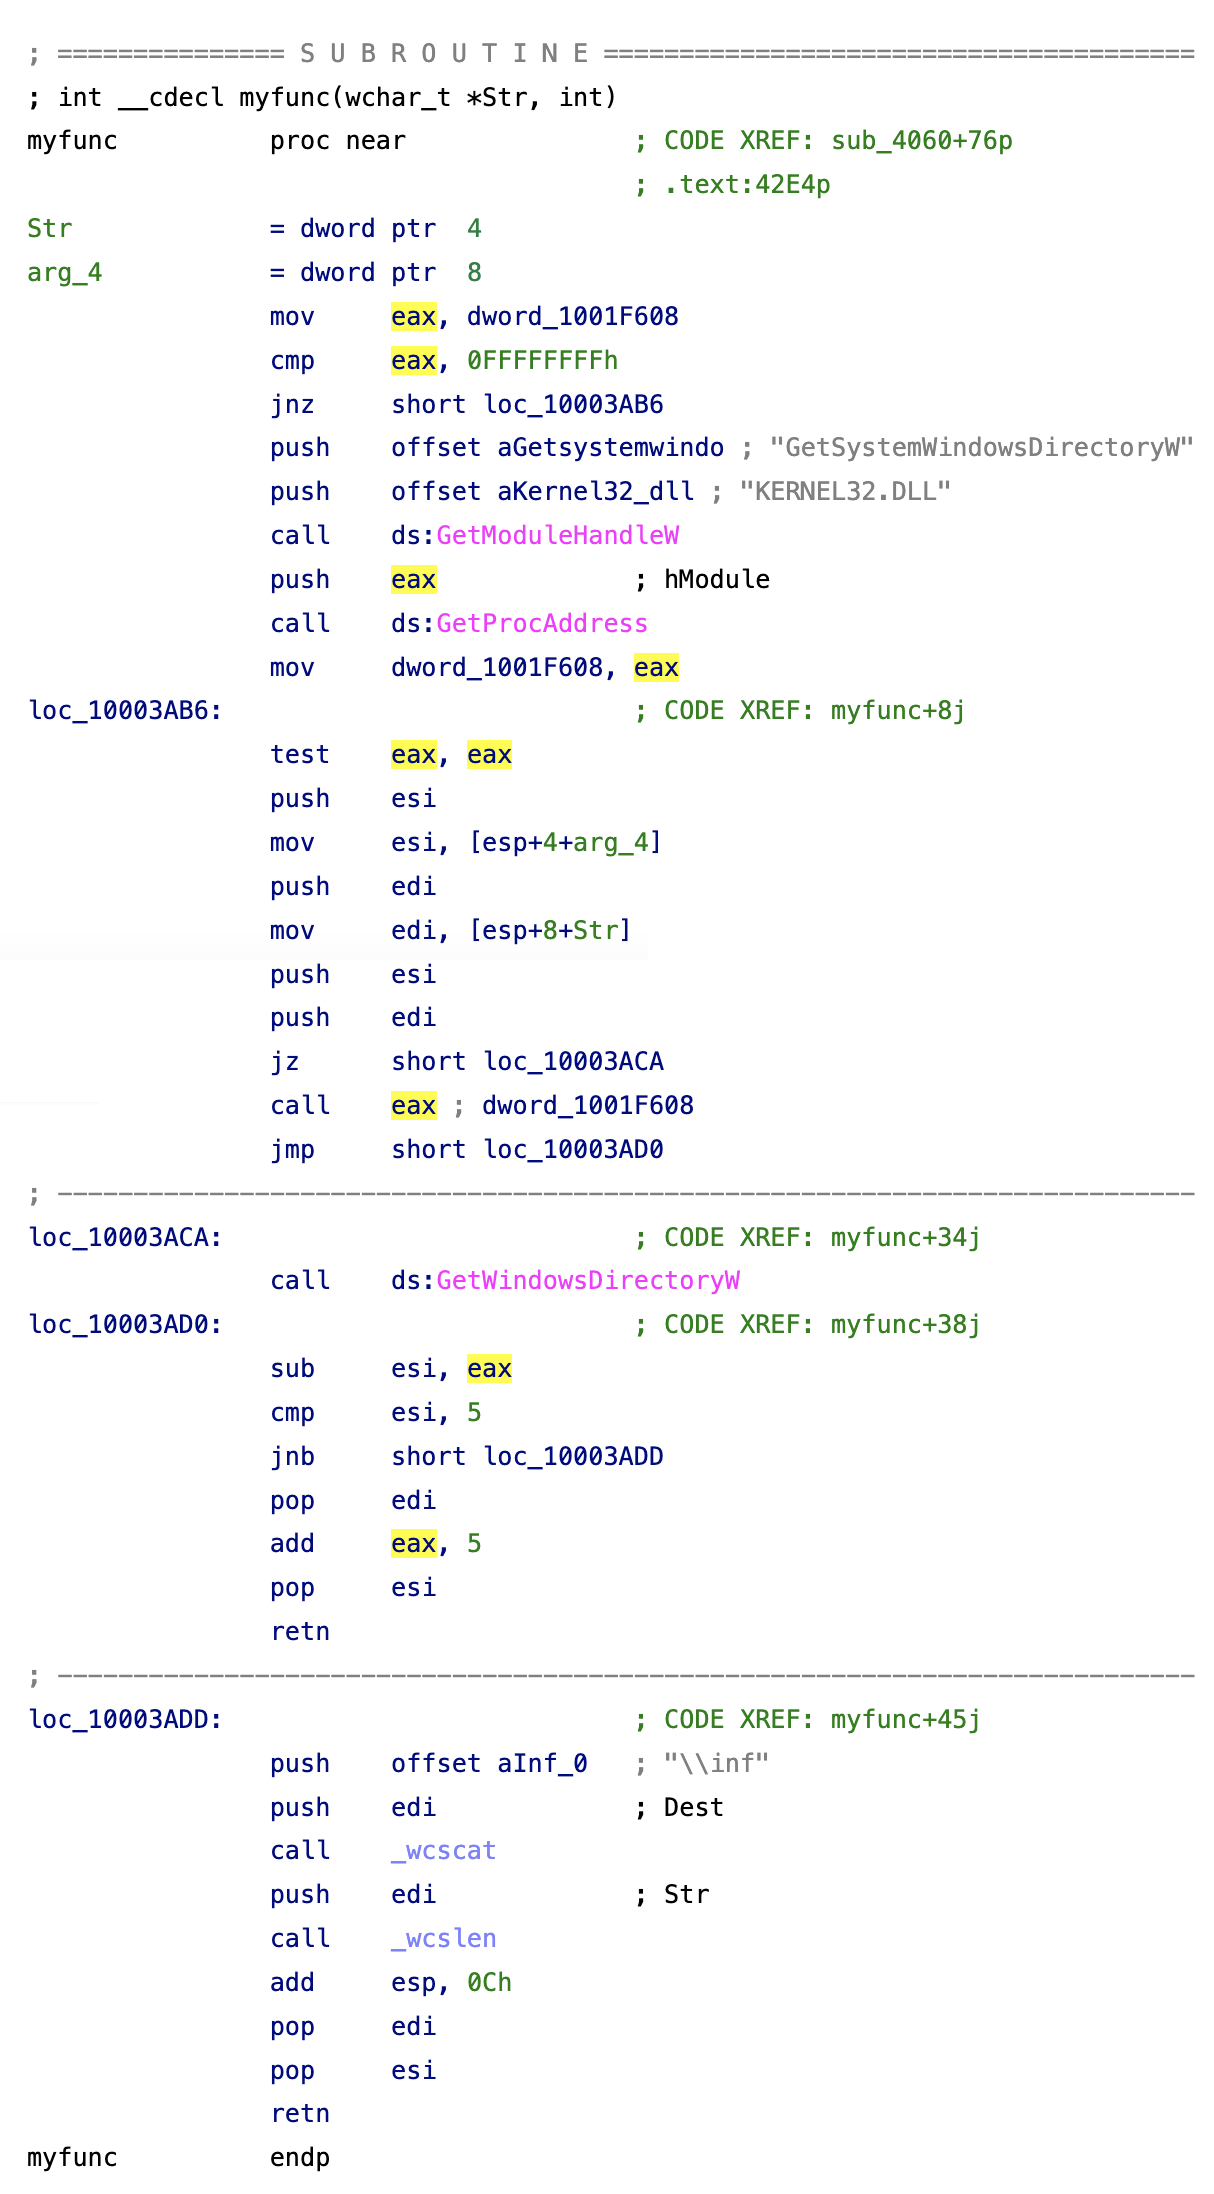 ; =============== S U B R O U T I N E =======================================
; int __cdecl myfunc(wchar_t *Str, int)
myfunc          proc near               ; CODE XREF: sub_4060+76p
                                        ; .text:42E4p
Str             = dword ptr  4
arg_4           = dword ptr  8
                mov     eax, dword_1001F608
                cmp     eax, 0FFFFFFFFh
                jnz     short loc_10003AB6
                push    offset aGetsystemwindo ; "GetSystemWindowsDirectoryW"
                push    offset aKernel32_dll ; "KERNEL32.DLL"
                call    ds:GetModuleHandleW
                push    eax             ; hModule
                call    ds:GetProcAddress
                mov     dword_1001F608, eax
loc_10003AB6:                           ; CODE XREF: myfunc+8j
                test    eax, eax
                push    esi
                mov     esi, [esp+4+arg_4]
                push    edi
                mov     edi, [esp+8+Str]
                push    esi
                push    edi
                jz      short loc_10003ACA
                call    eax ; dword_1001F608
                jmp     short loc_10003AD0
; ---------------------------------------------------------------------------
loc_10003ACA:                           ; CODE XREF: myfunc+34j
                call    ds:GetWindowsDirectoryW
loc_10003AD0:                           ; CODE XREF: myfunc+38j
                sub     esi, eax
                cmp     esi, 5
                jnb     short loc_10003ADD
                pop     edi
                add     eax, 5
                pop     esi
                retn
; ---------------------------------------------------------------------------
loc_10003ADD:                           ; CODE XREF: myfunc+45j
                push    offset aInf_0   ; "\\inf"
                push    edi             ; Dest
                call    _wcscat
                push    edi             ; Str
                call    _wcslen
                add     esp, 0Ch
                pop     edi
                pop     esi
                retn
myfunc          endp